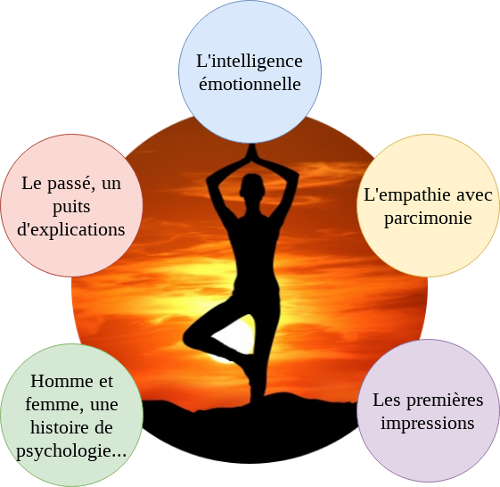 L'intelligence
émotionnelle
Le passé, un
puits
d'explications
L'empathie avec
parcimonie
Homme et
femme, une
histoire de
psychologie...
Les premières
impressions